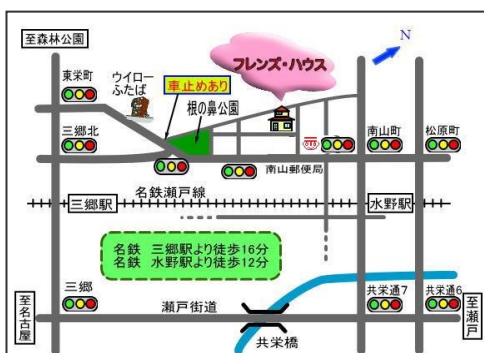 至森林公園
N
フレンズ・ハウス
東栄町
ウイロー
ふたば
車止めあり
根の鼻公園
三郷北
南山町
松原町
南山郵便局
名鉄瀬戸線
三郷駅
水野駅
名鉄 三郷駅より徒歩16分
名鉄 水野駅より徒歩12分
三郷
共栄通7
共栄通6
至名古屋
瀬戸街道
至瀬戸
共栄橋